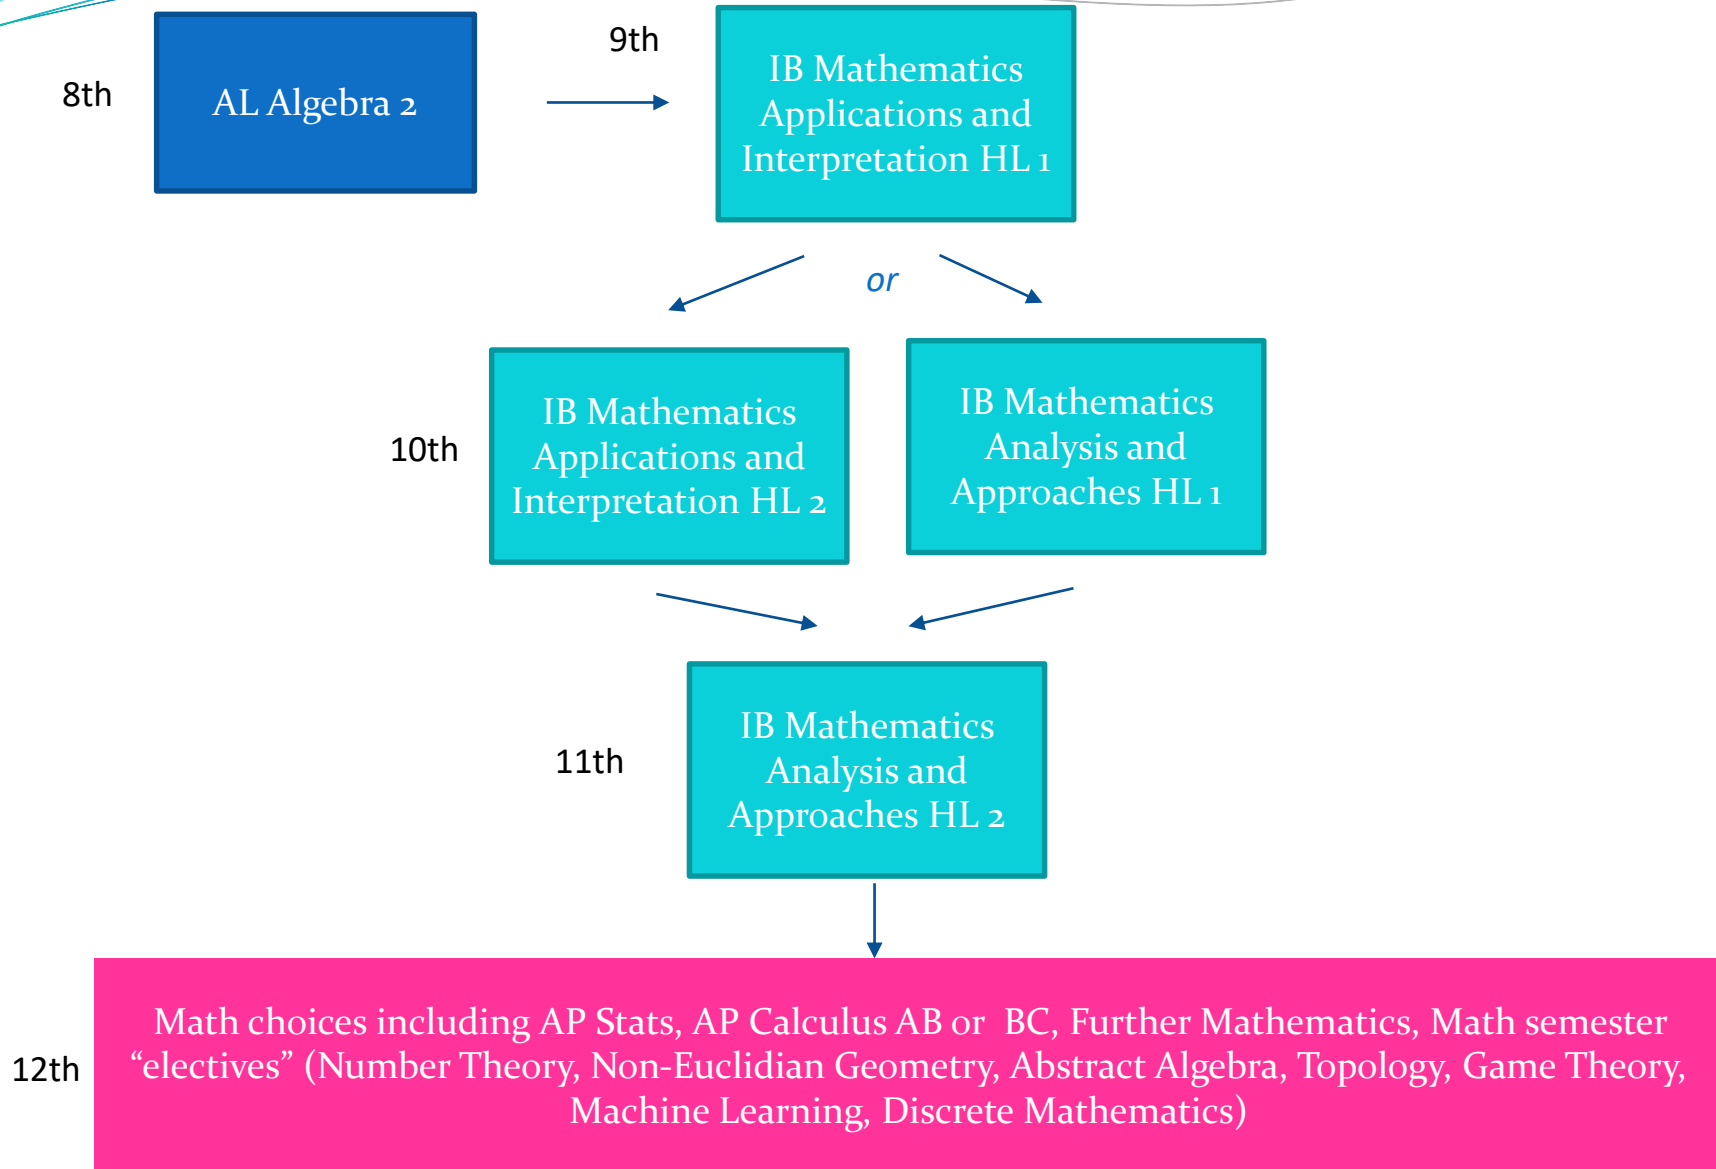 8th
AL Algebra 2
9th
IB Mathematics
Applications and
Interpretation HL 1
or
10th
IB Mathematics
Applications and
Interpretation HL 2
IB Mathematics
Analysis and
Approaches HL 1
11th
IB Mathematics
Analysis and
Approaches HL 2
12th
Math choices including AP Stats, AP Calculus AB or  BC, Further Mathematics, Math semester
“electives” (Number Theory, Non-Euclidian Geometry, Abstract Algebra, Topology, Game Theory,
Machine Learning, Discrete Mathematics)